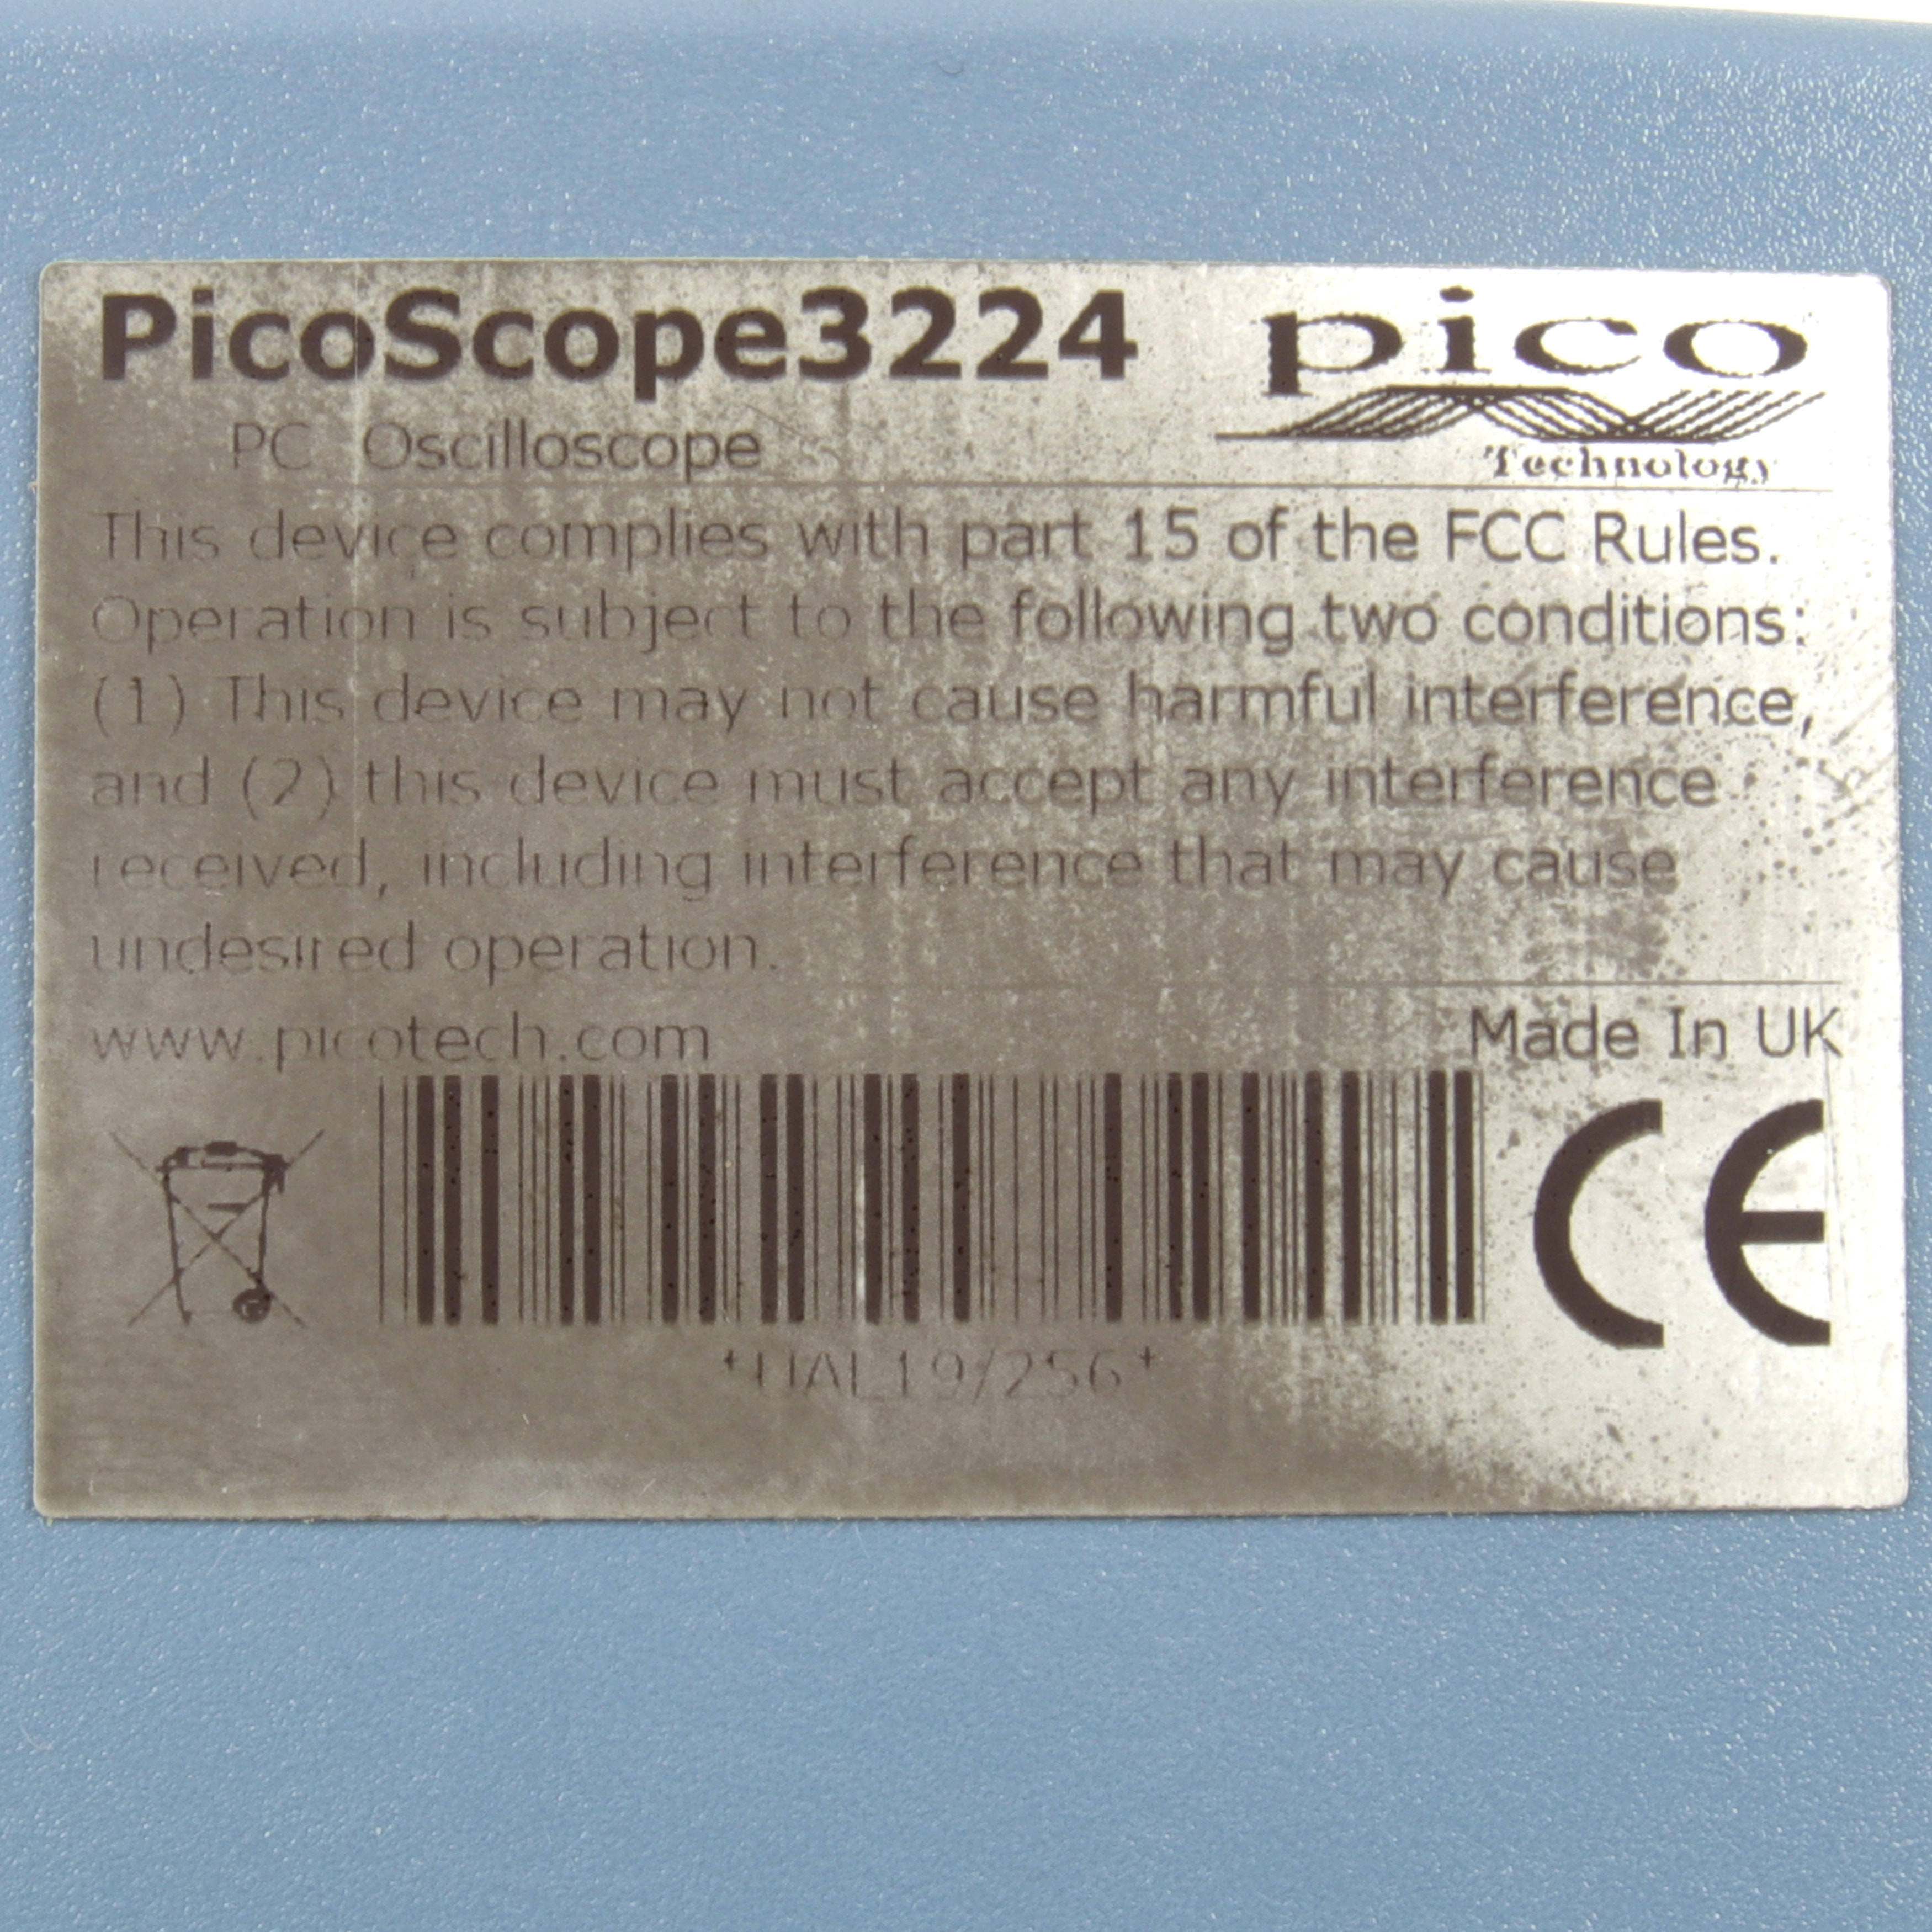 PicoScope3224
pico
Technology
PC Oscilloscope
This device complies with part 15 of the FCC Rules.
Operation is subject to the following two conditions:
(1) This device may not cause harmful interference,
and (2) this device must accept any interference
received, including interference that may cause
undesired operation.
www.picotech.com
Made In UK
CE
*UAL19/256*